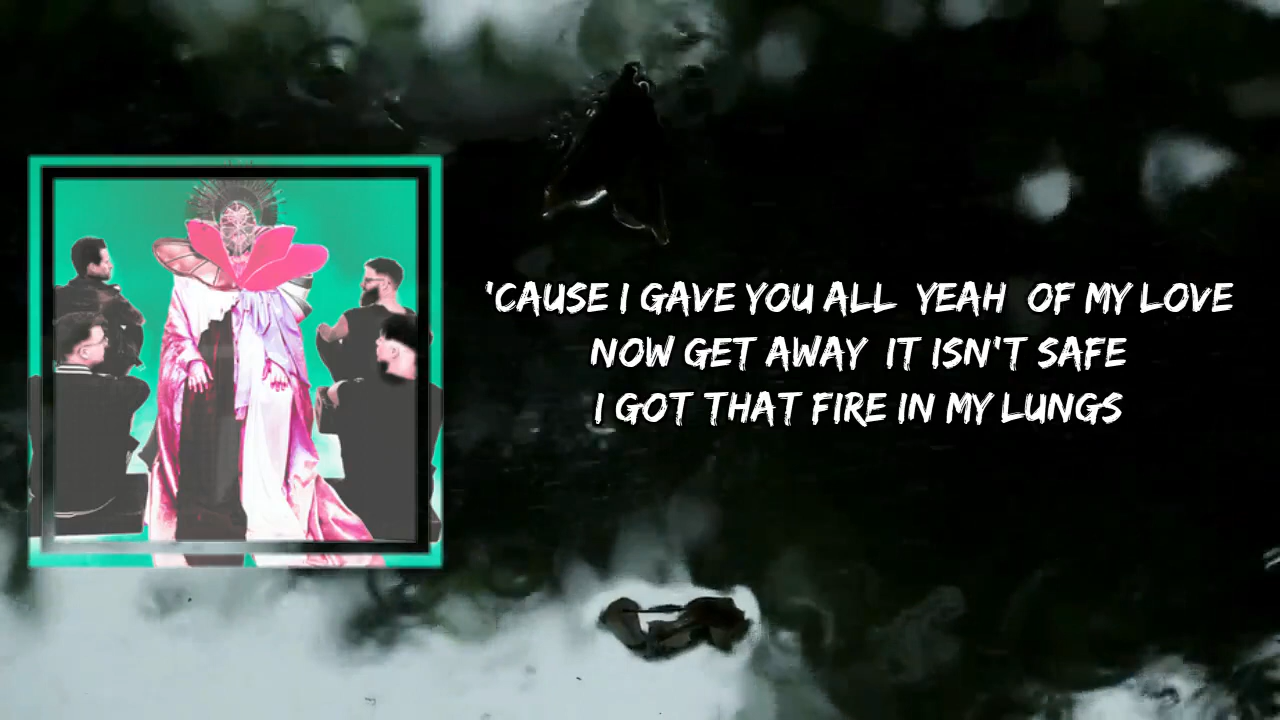 'CAUSE I GAVE YOU ALL YEAH OF MY LOVE
NOW GET AWAY IT ISN'T SAFE
I GOT THAT FIRE IN MY LUNGS